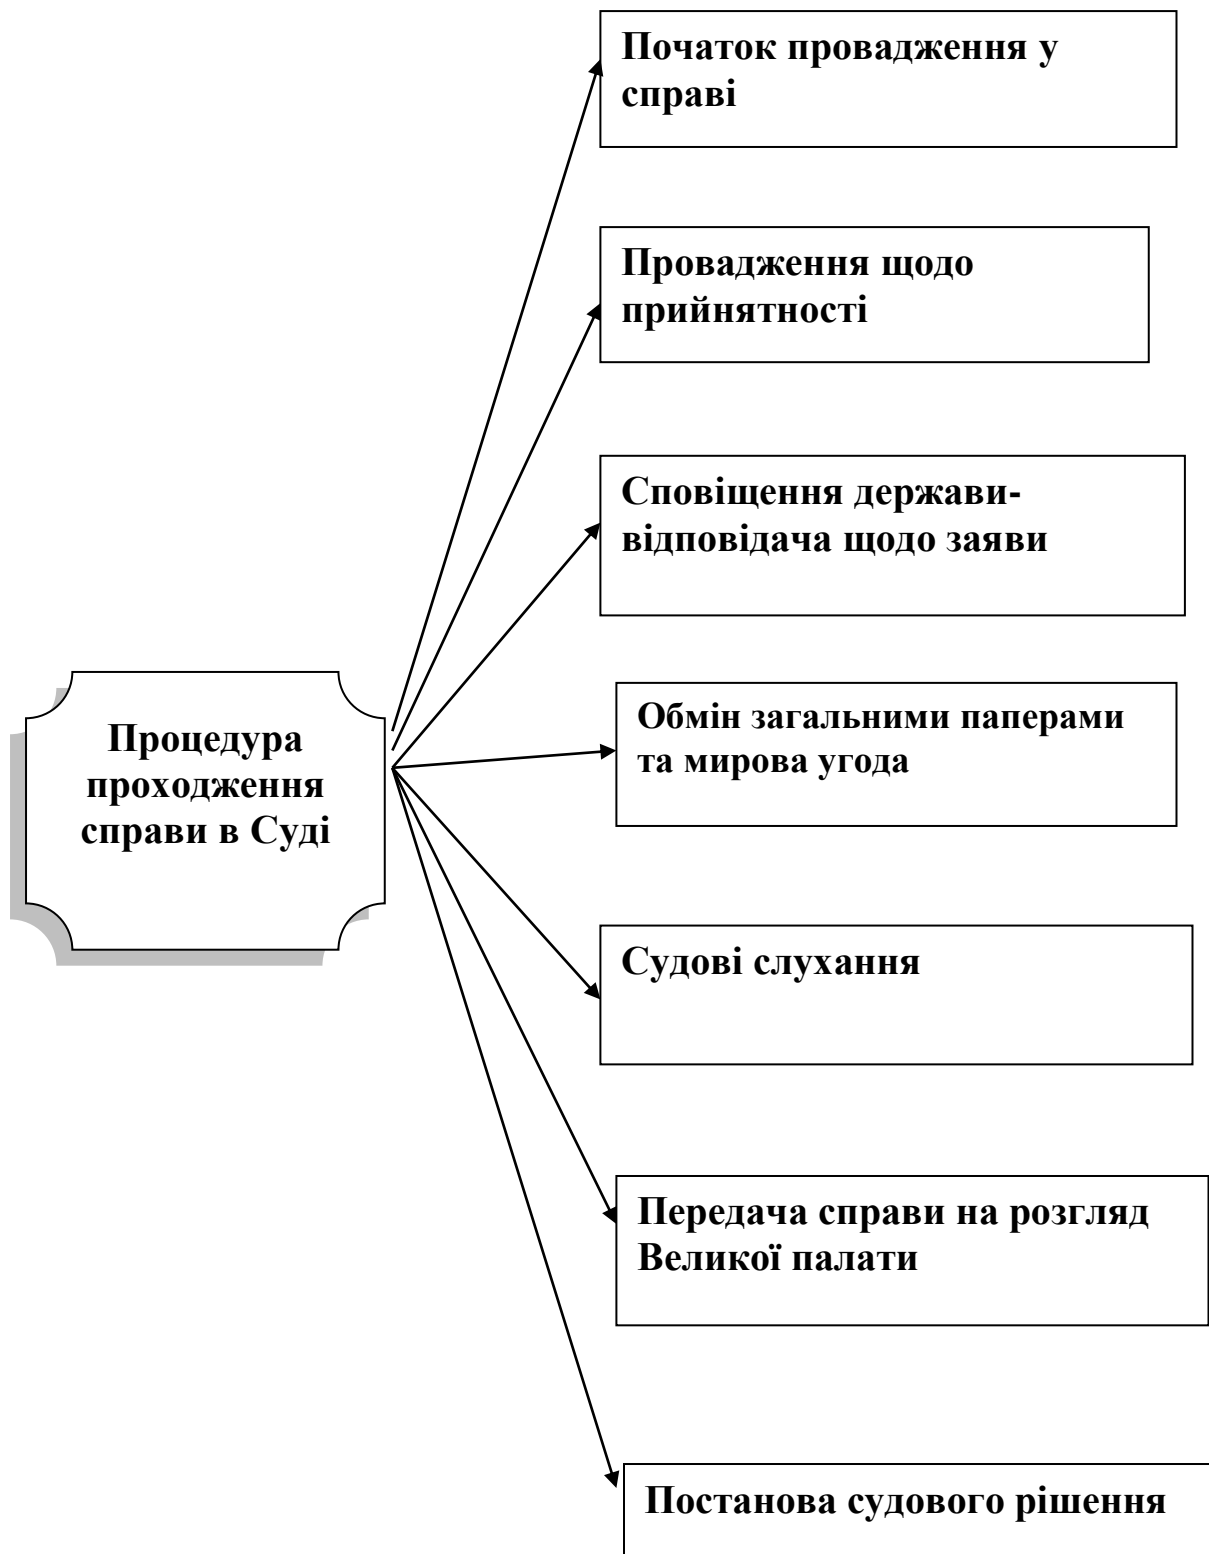 Початок провадження у
справі
Провадження щодо
прийнятності
Сповіщення держави-
відповідача щодо заяви
Процедура
проходження
справи в Суді
Обмін загальними паперами
та мирова угода
Судові слухання
Передача справи на розгляд
Великої палати
Постанова судового рішення